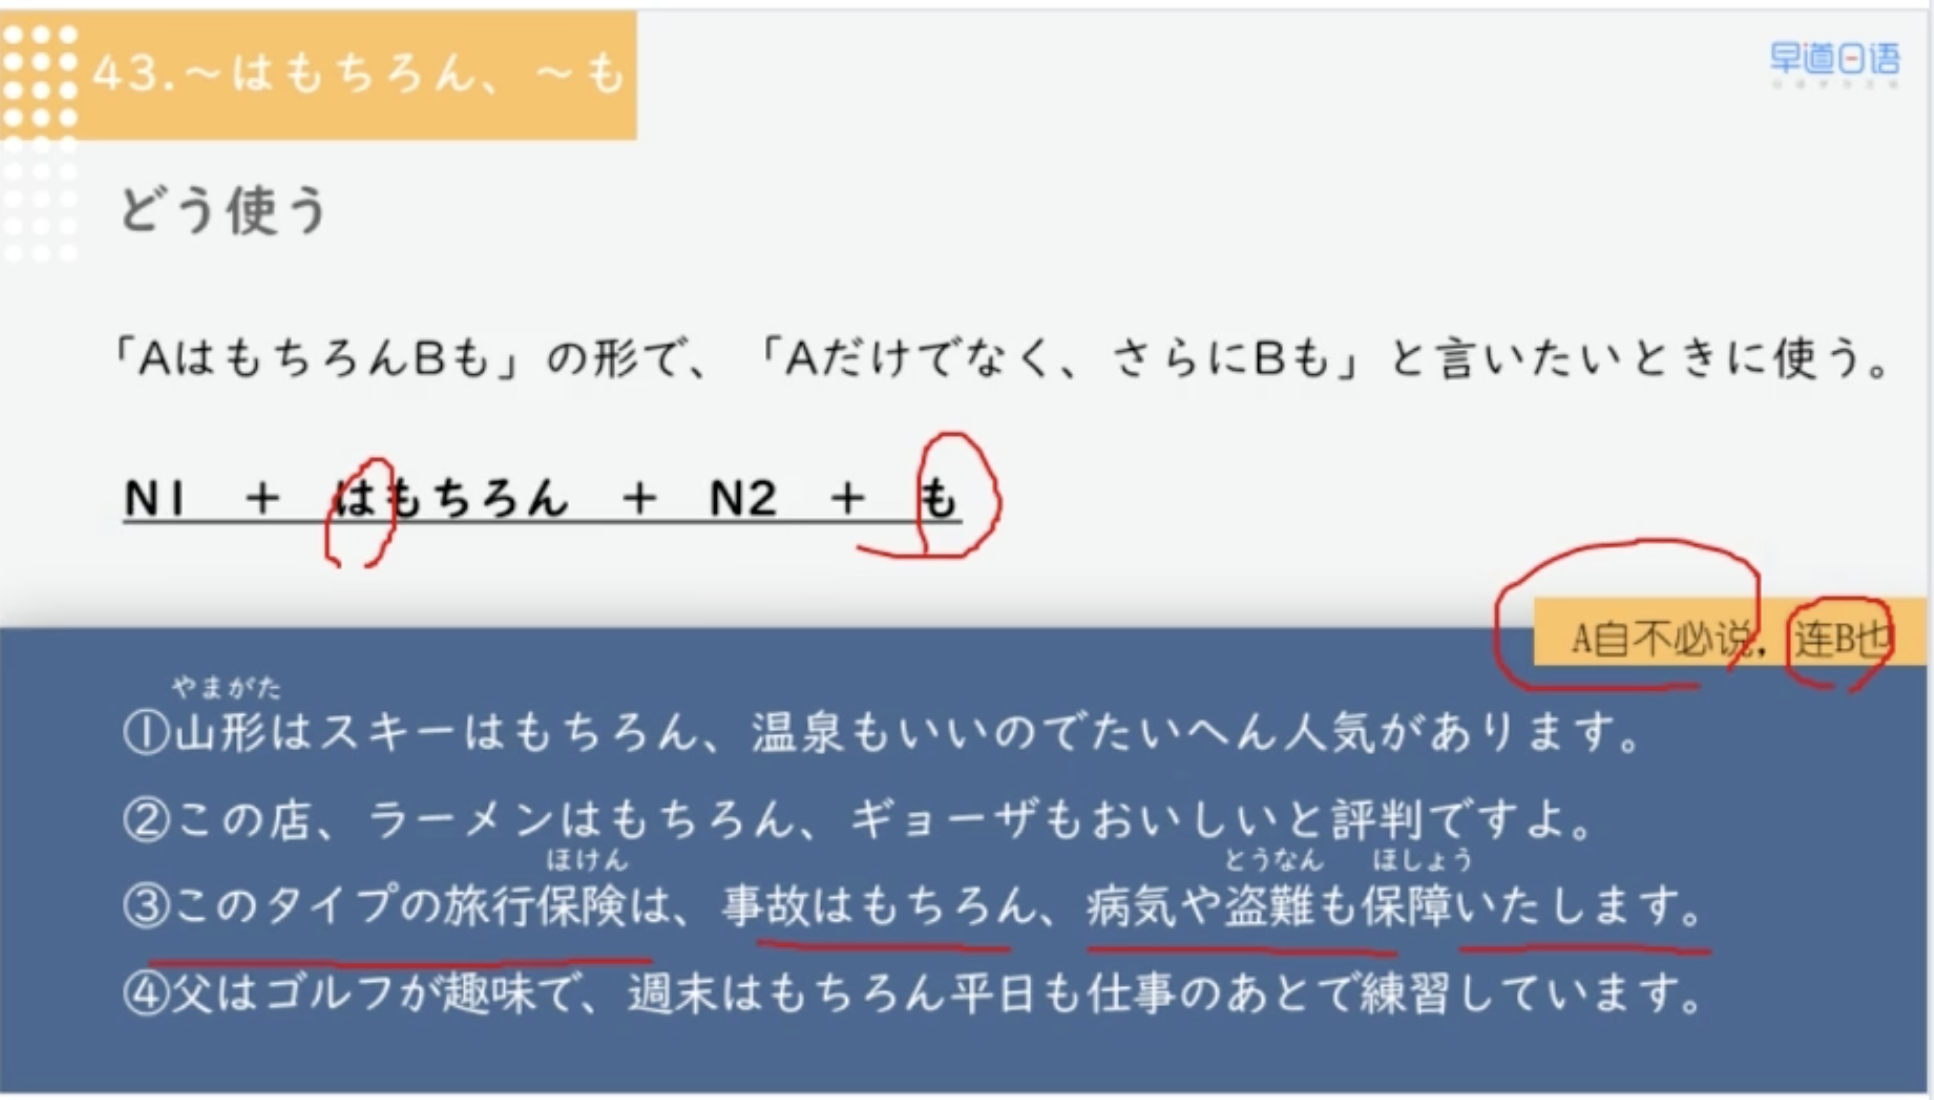 43.～はもちろん、～も
早道日语
どう使う
「AはもちろんBも」の形で、「Aだけでなく、さらにBも」と言いたいときに使う。
N1 + はもちろん + N2 + も
A自不必说，连B也
やまがた
①山形はスキーはもちろん、温泉もいいのでたいへん人気があります。
②この店、ラーメンはもちろん、ギョーザもおいしいと評判ですよ。
ほけん とうなん ほしょう
③このタイプの旅行保険は、事故はもちろん、病気や盗難も保障いたします。
④父はゴルフが趣味で、週末はもちろん平日も仕事のあとで練習しています。